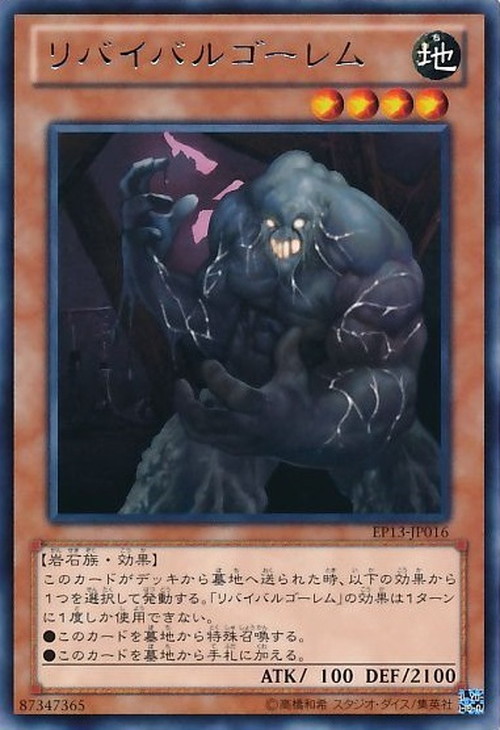 リバイバルゴーレム
地
EP13-JP016
【岩石族・効果】
このカードがデッキから墓地へ送られた時、以下の効果から
1つを選択して発動する。「リバイバルゴーレム」の効果は1ターン
に1度しか使用できない。
●このカードを墓地から特殊召喚する。
●このカードを墓地から手札に加える。
ATK/ 100 DEF/2100
87347365
©高橋和希 スタジオ・ダイス/集英社